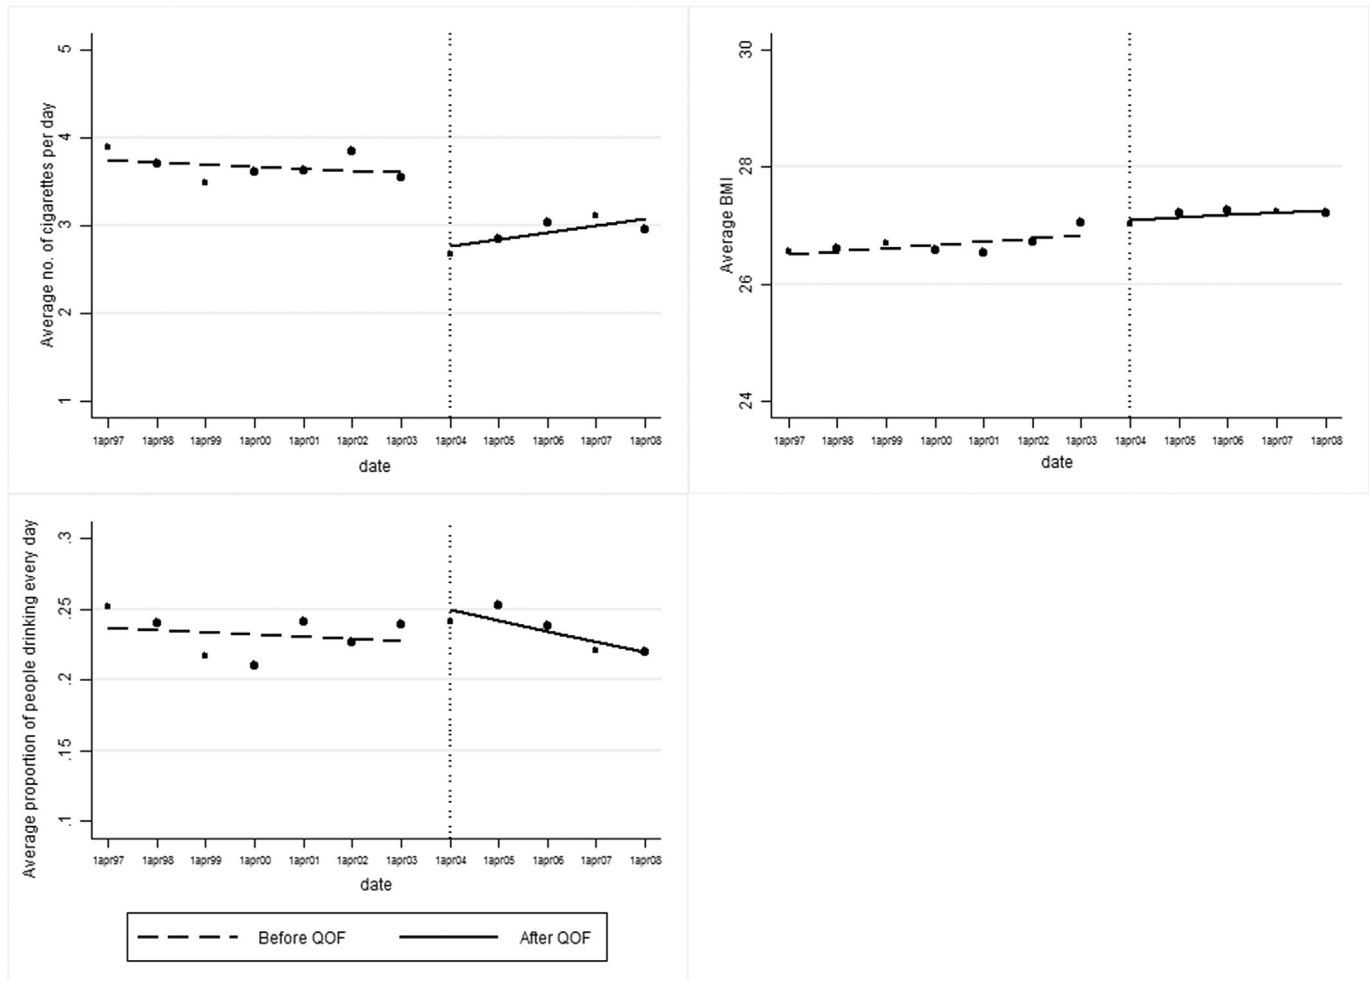 Average no. of cigarettes per day
5
4
3
2
1
1apr97 1apr98 1apr99 1apr00 1apr01 1apr02 1apr03 1apr04 1apr05 1apr06 1apr07 1apr08
date
Average BMI
30
28
26
24
1apr97 1apr98 1apr99 1apr00 1apr01 1apr02 1apr03 1apr04 1apr05 1apr06 1apr07 1apr08
date
Average proportion of people drinking every day
.3
.25
.2
.15
.1
1apr97 1apr98 1apr99 1apr00 1apr01 1apr02 1apr03 1apr04 1apr05 1apr06 1apr07 1apr08
date
Before QOF After QOF